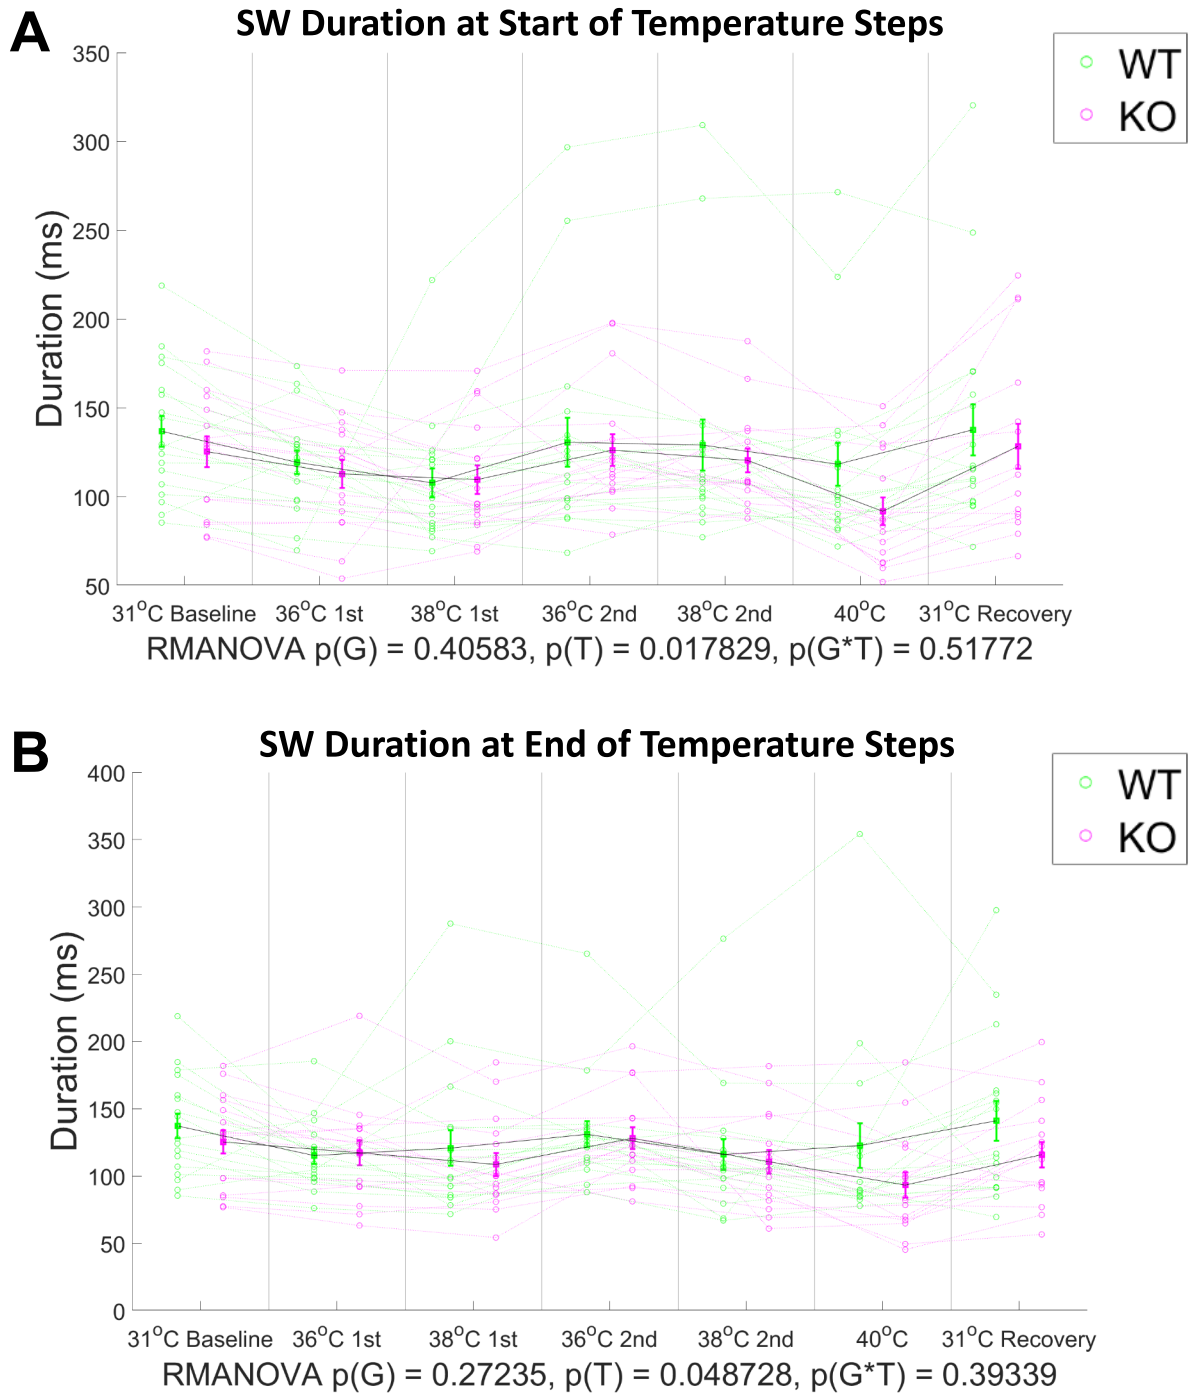 A
SW Duration at Start of Temperature Steps
WT
KO
Duration (ms)
350
300
250
200
150
100
50
31°C Baseline
36°C 1st
38°C 1st
36°C 2nd
38°C 2nd
40°C
31°C Recovery
RMANOVA p(G) = 0.40583, p(T) = 0.017829, p(G*T) = 0.51772
B
SW Duration at End of Temperature Steps
WT
KO
Duration (ms)
400
350
300
250
200
150
100
50
0
31°C Baseline
36°C 1st
38°C 1st
36°C 2nd
38°C 2nd
40°C
31°C Recovery
RMANOVA p(G) = 0.27235, p(T) = 0.048728, p(G*T) = 0.39339